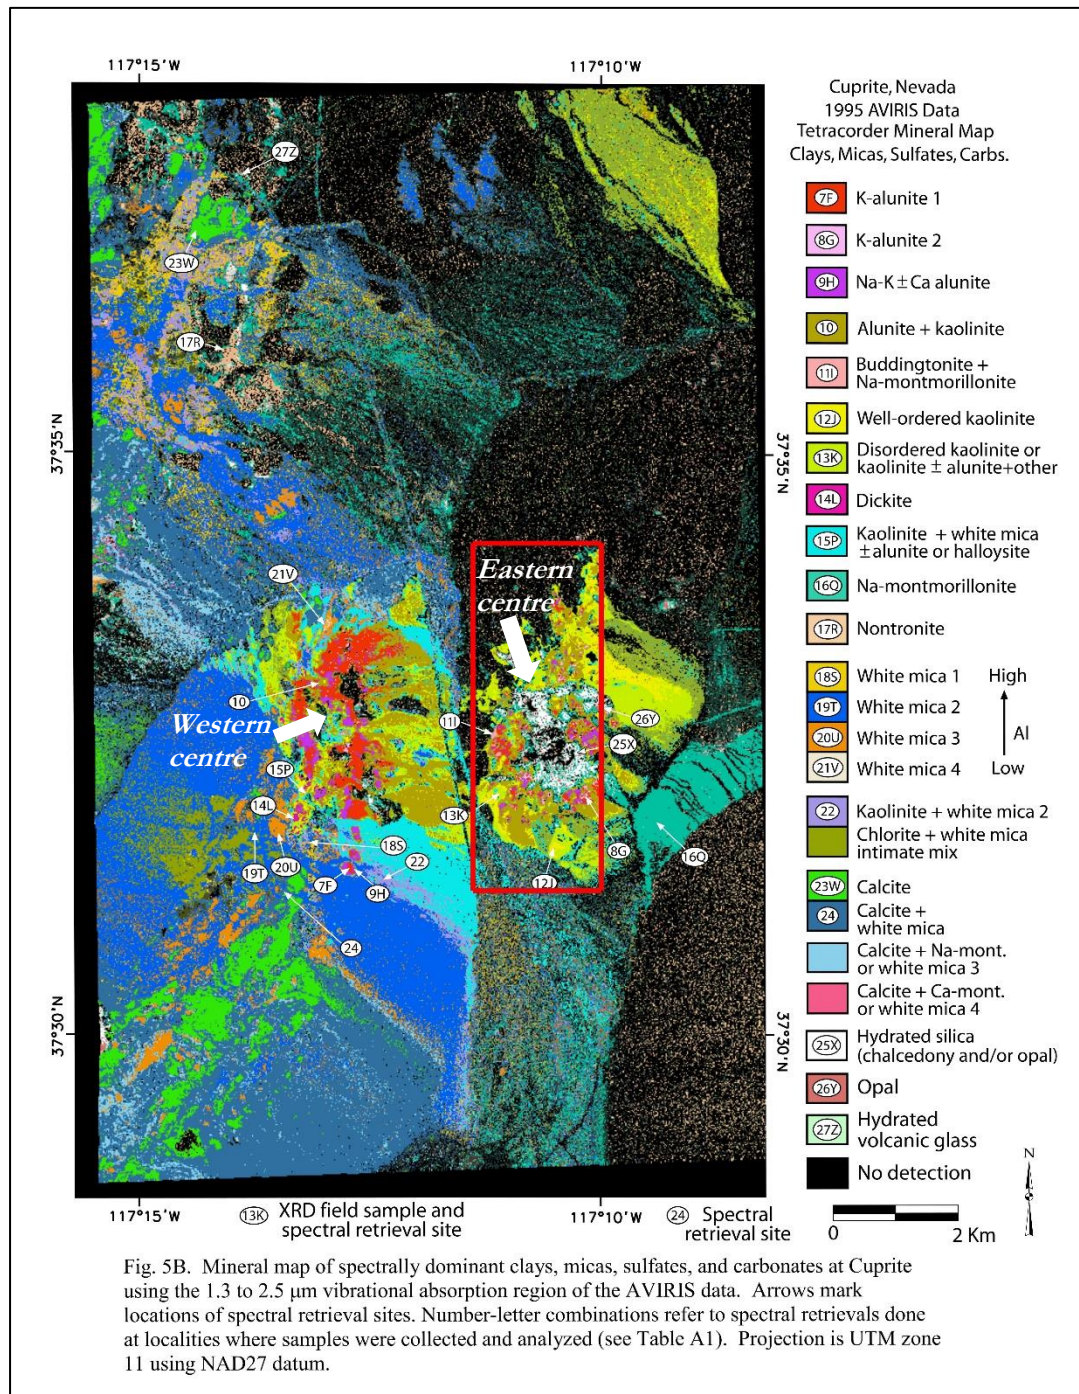 117°15'W
117°10'W
Cuprite, Nevada
1995 AVIRIS Data
Tetracorder Mineral Map
Clays, Micas, Sulfates, Carbs.
27Z
23W
17R
37°35'N
37°35'N
21V
Eastern
centre
10
Western
centre
11I
26Y
25X
15P
14L
13K
18S
22
8G
16Q
19T
20U
7F
9H
12J
24
37°30'N
37°30'N
7F K-alunite 1
8G K-alunite 2
9H Na-K±Ca alunite
10 Alunite + kaolinite
11I Buddingtonite +
Na-montmorillonite
12J Well-ordered kaolinite
13K Disordered kaolinite or
kaolinite ± alunite+other
14L Dickite
15P Kaolinite + white mica
±alunite or halloysite
16Q Na-montmorillonite
17R Nontronite
18S White mica 1 High
19T White mica 2
20U White mica 3 Al
21V White mica 4 Low
22 Kaolinite + white mica 2
Chlorite + white mica
intimate mix
23W Calcite
24 Calcite +
white mica
Calcite + Na-mont.
or white mica 3
Calcite + Ca-mont.
or white mica 4
25X Hydrated silica
(chalcedony and/or opal)
26Y Opal
27Z Hydrated
volcanic glass
No detection
N
0 2 Km
117°15'W
117°10'W
13K XRD field sample and
spectral retrieval site
24 Spectral
retrieval site
Fig. 5B. Mineral map of spectrally dominant clays, micas, sulfates, and carbonates at Cuprite
using the 1.3 to 2.5 μm vibrational absorption region of the AVIRIS data. Arrows mark
locations of spectral retrieval sites. Number-letter combinations refer to spectral retrievals done
at localities where samples were collected and analyzed (see Table A1). Projection is UTM zone
11 using NAD27 datum.